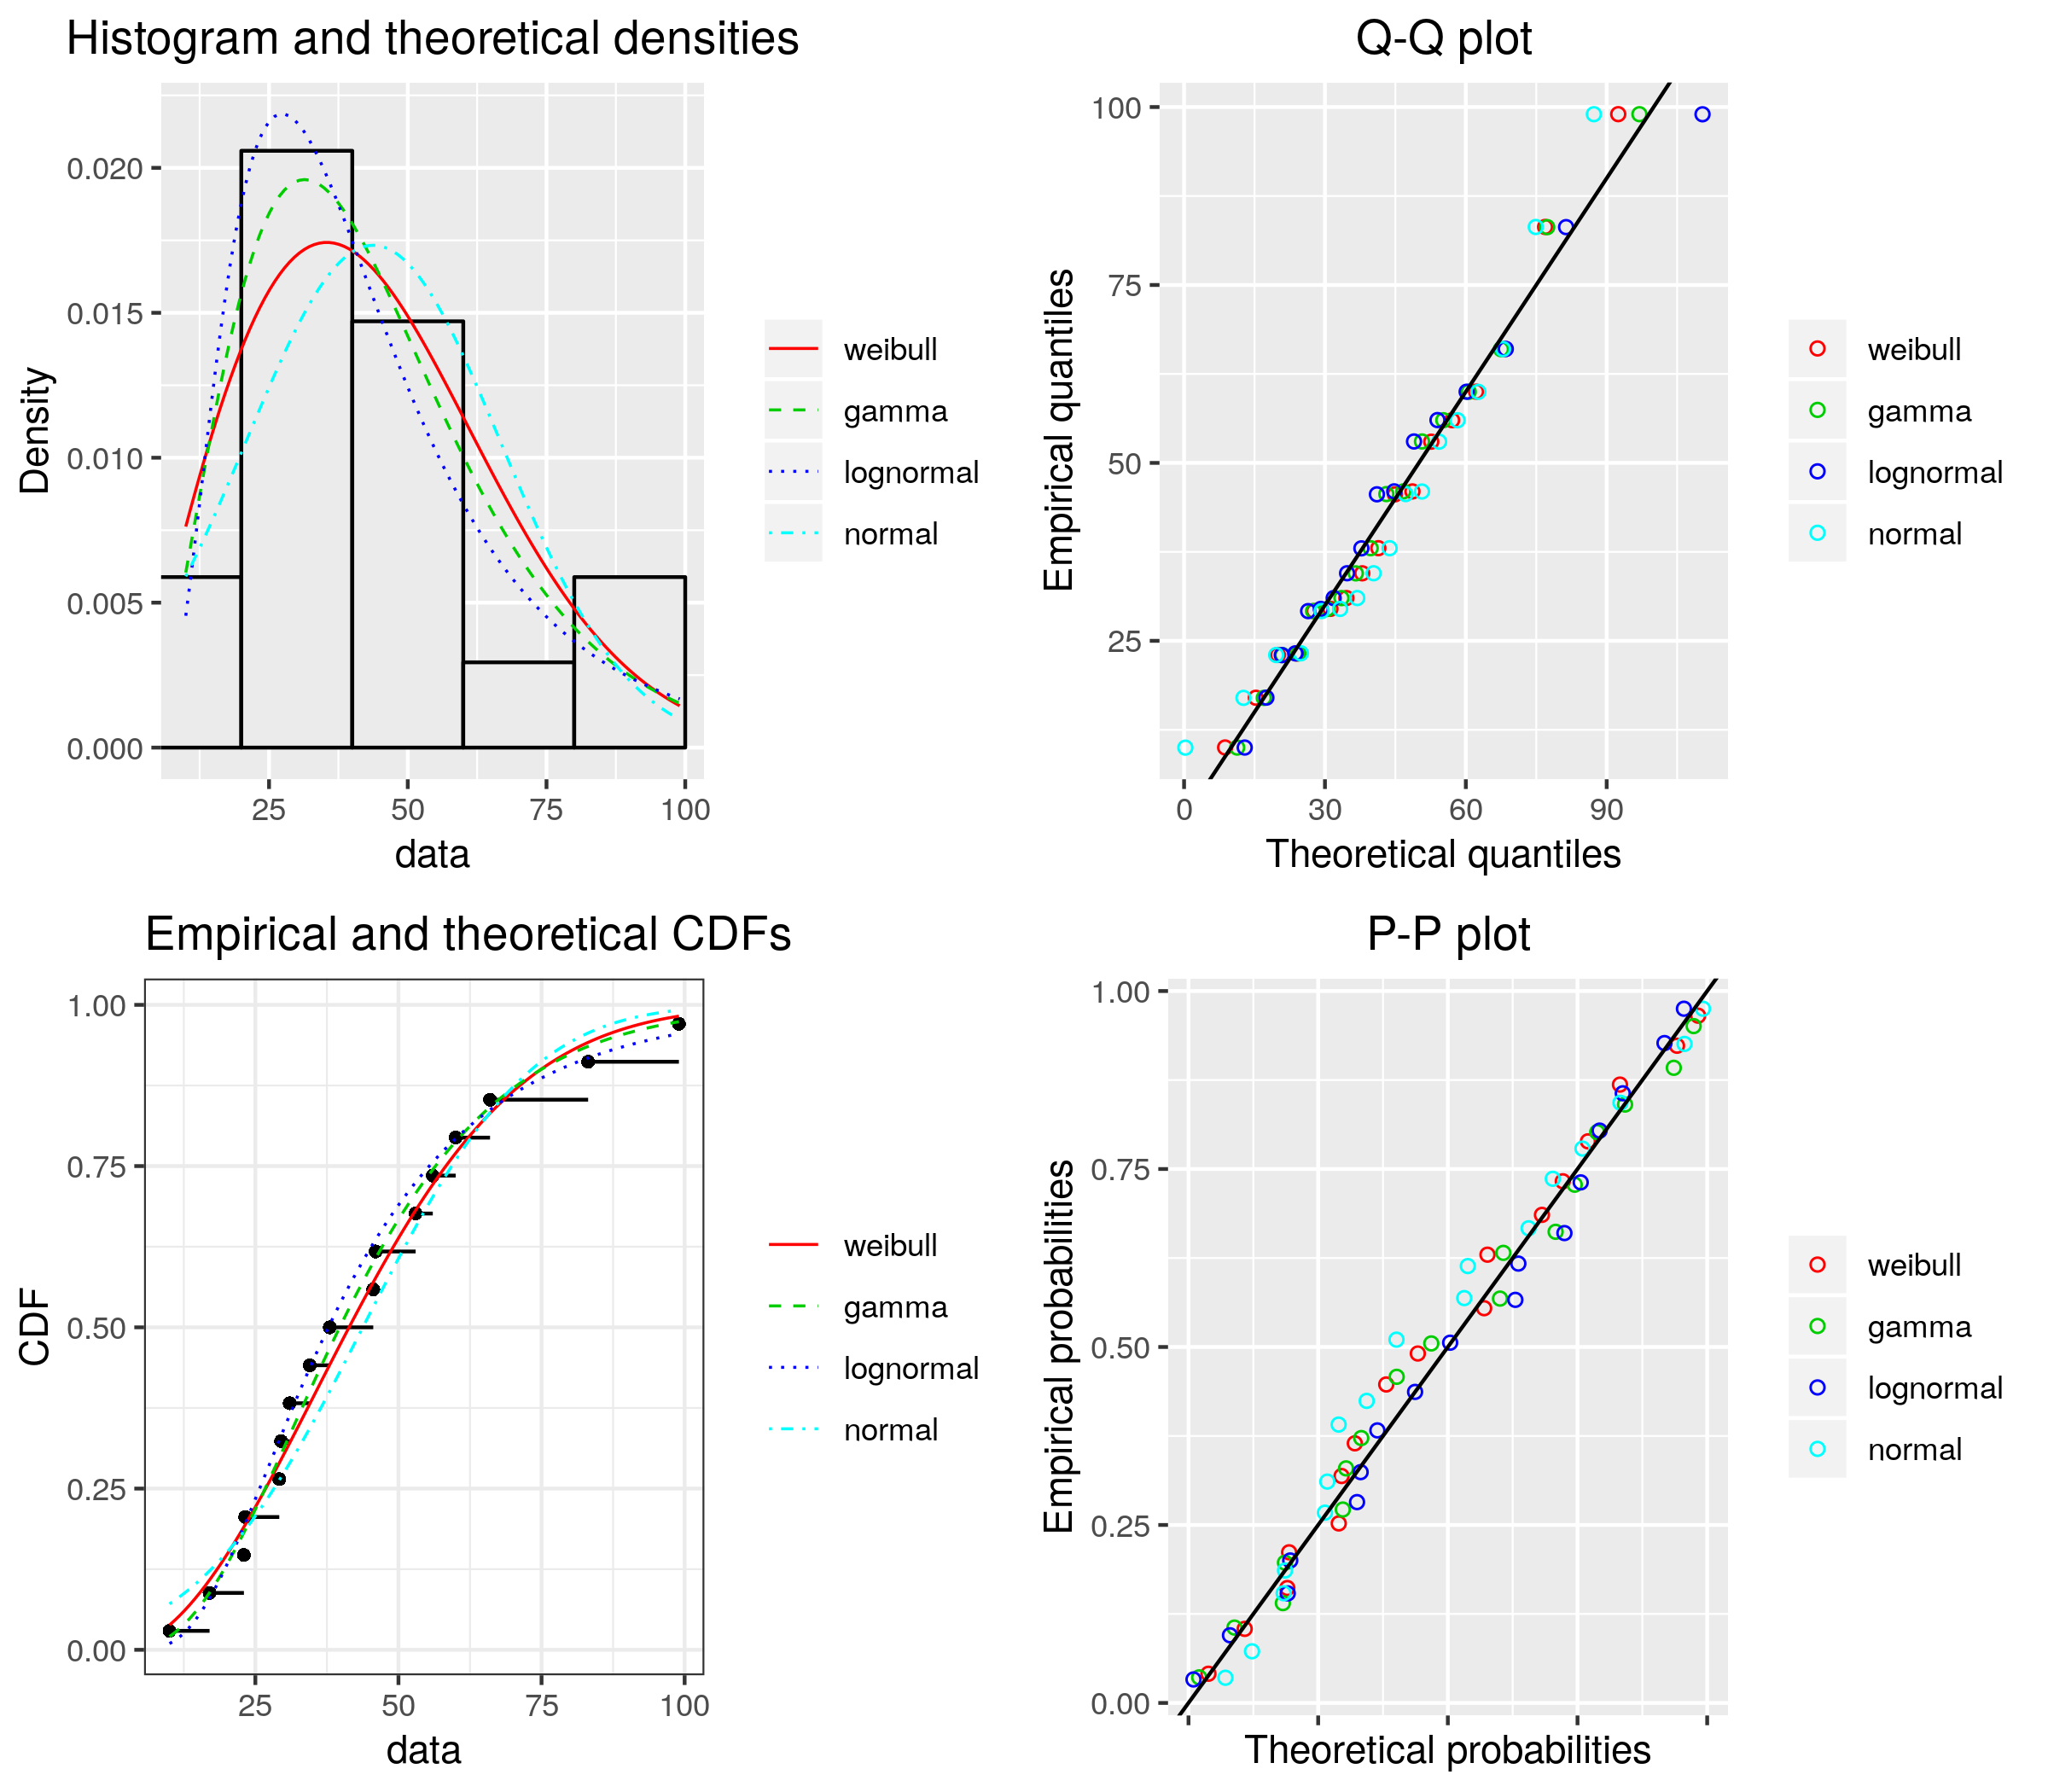 Histogram and theoretical densities
Density
0.020
0.015
0.010
0.005
0.000
25 50 75 100
data
weibull
gamma
lognormal
normal
Q-Q plot
Empirical quantiles
100
75
50
25
0 30 60 90
Theoretical quantiles
weibull
gamma
lognormal
normal
Empirical and theoretical CDFs
CDF
1.00
0.75
0.50
0.25
0.00
25 50 75 100
data
weibull
gamma
lognormal
normal
P-P plot
Empirical probabilities
1.00
0.75
0.50
0.25
0.00
Theoretical probabilities
weibull
gamma
lognormal
normal